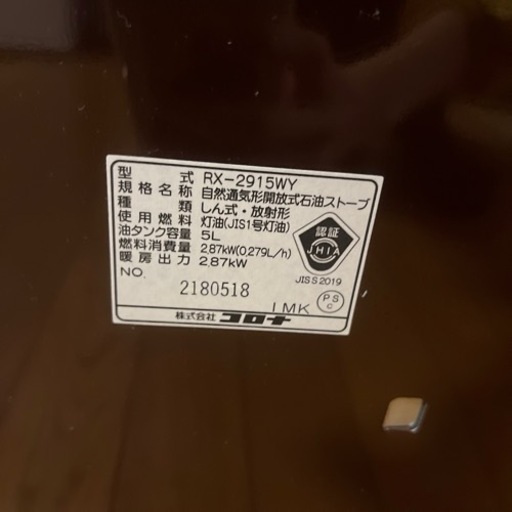 型式 RX-2915WY
規格名称 自然通気形開放式石油ストーブ
種類 しん式・放射形
使用燃料 灯油(JIS1号灯油)
油タンク容量 5L
燃料消費量 2.87kW(0.279L/h)
暖房出力 2.87kW
認証
JHIA
JIS S 2019
NO. 2180518
1MK
PS
C
株式会社 コロナ